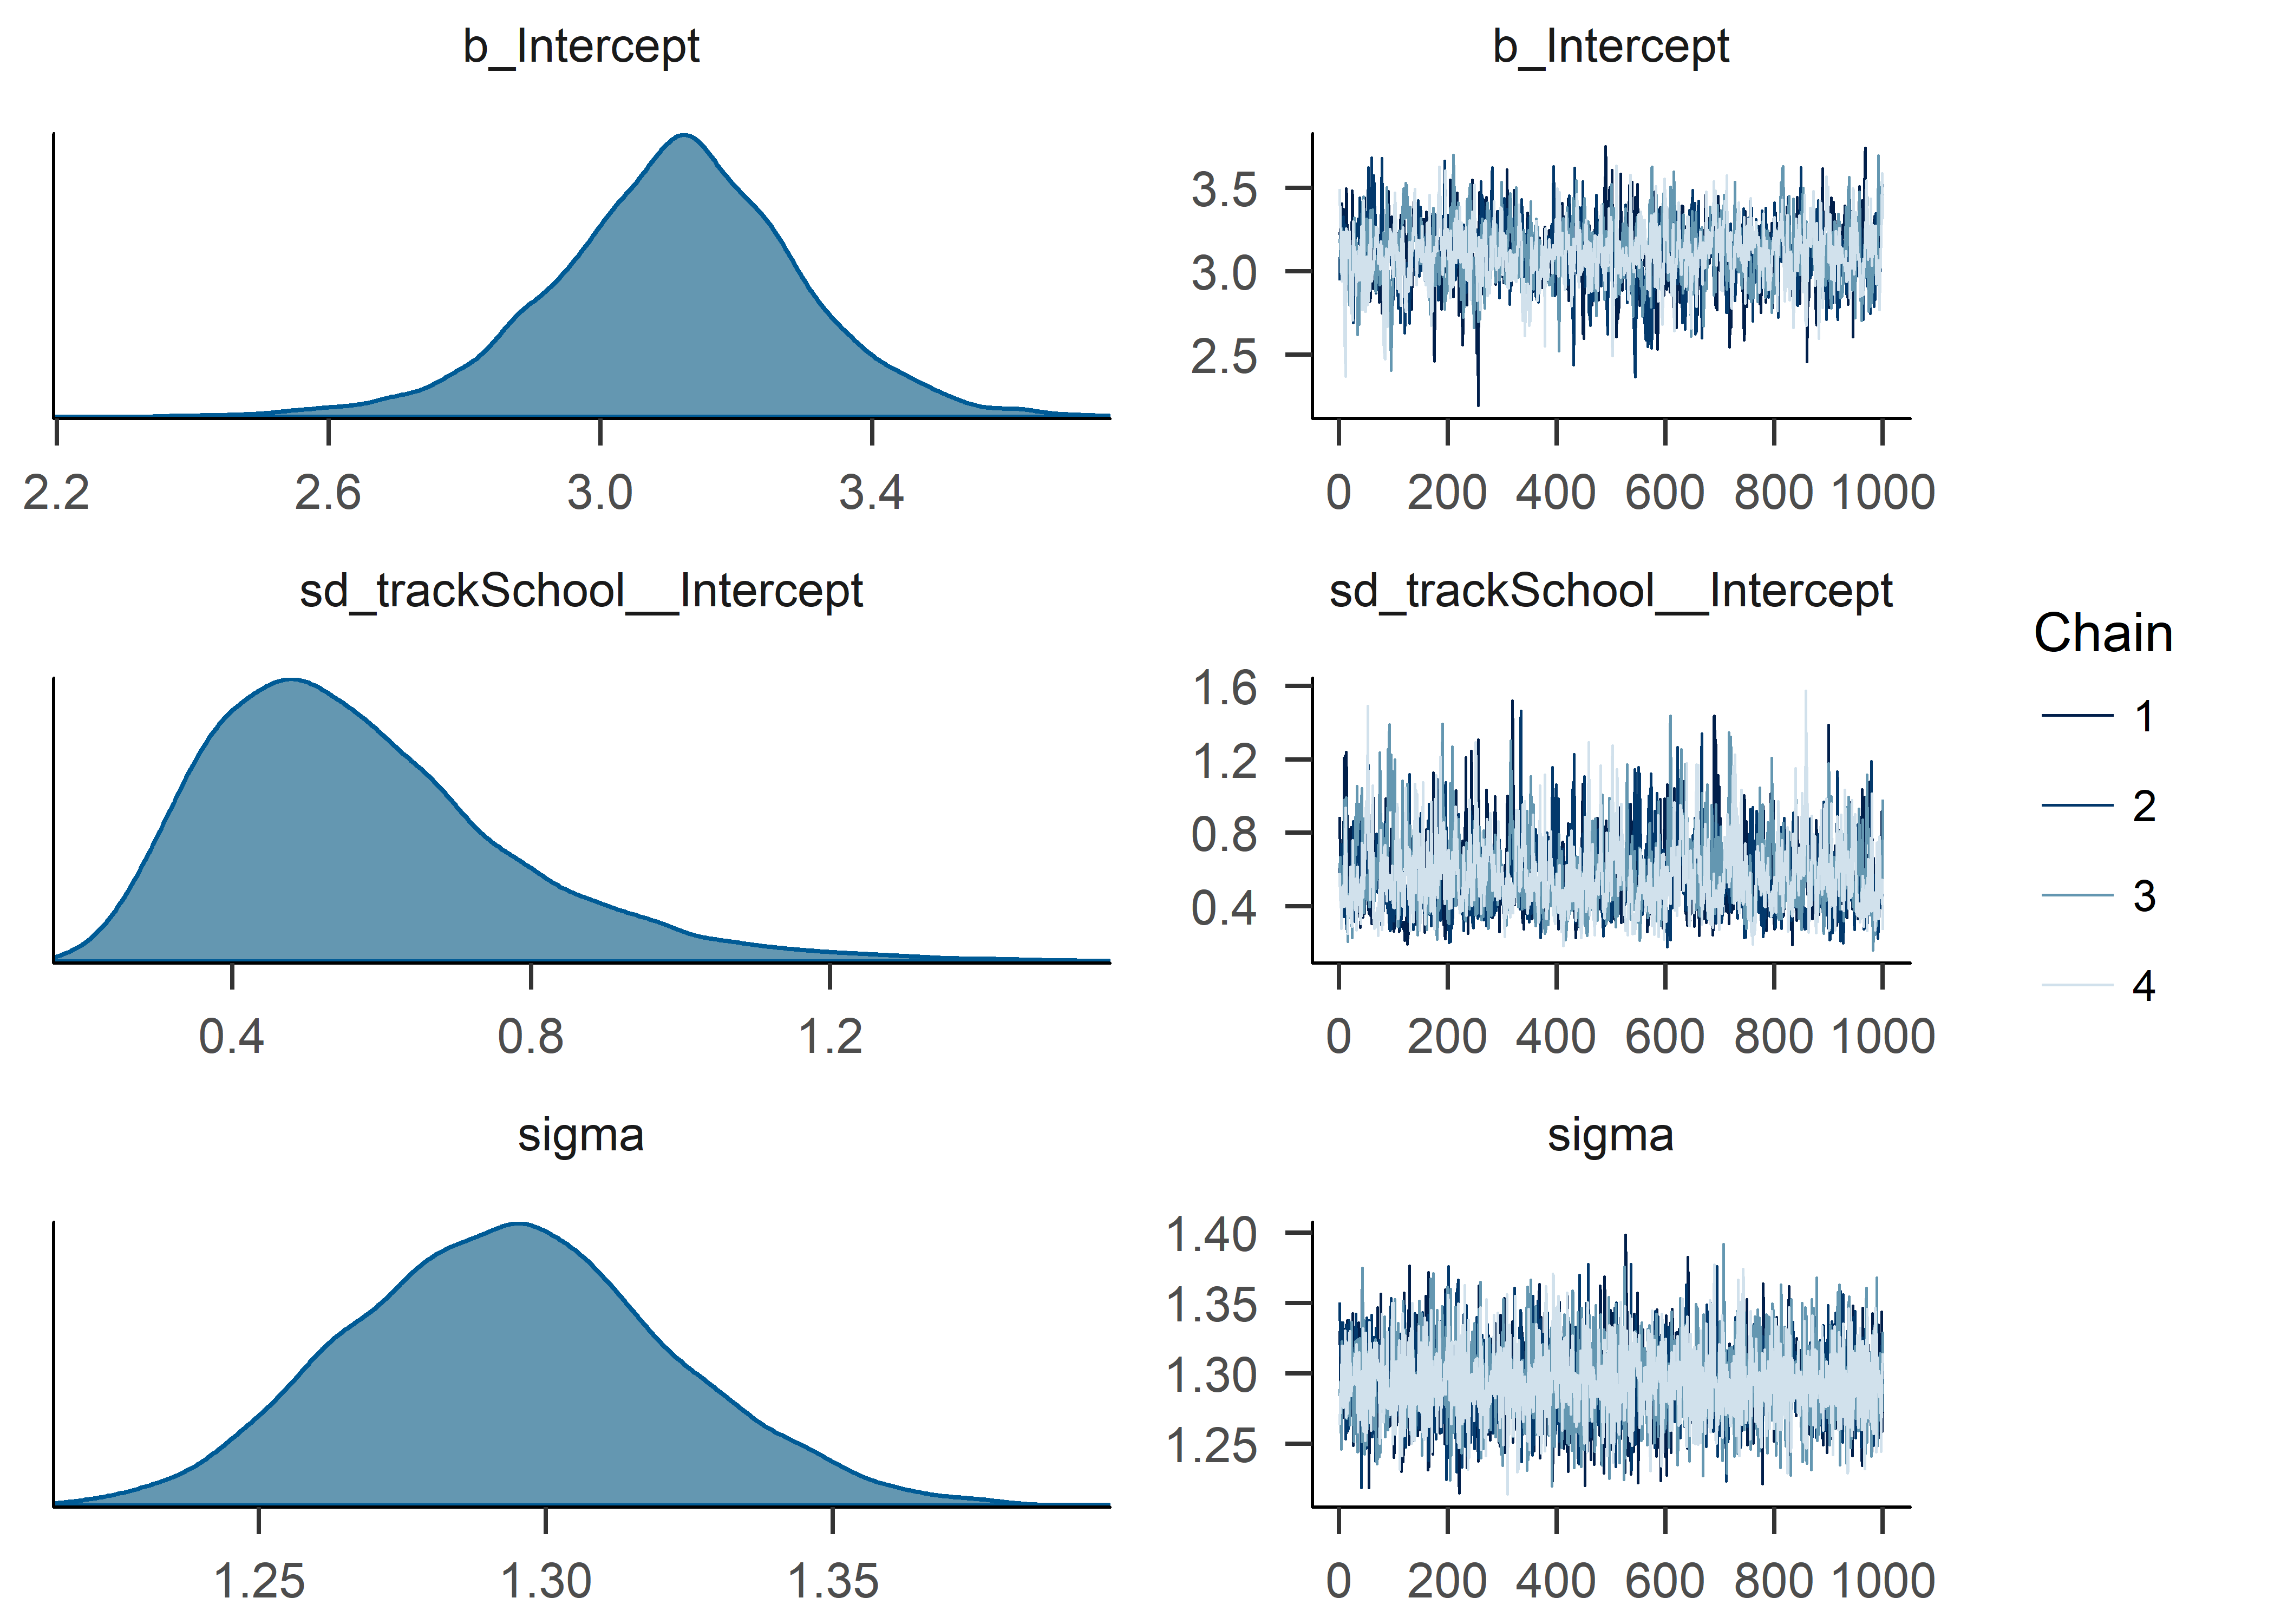 b_Intercept
b_Intercept
3.5
3.0
2.5
2.2 2.6 3.0 3.4
0 200 400 600 800 1000
sd_trackSchool__Intercept
sd_trackSchool__Intercept
1.6
1.2
0.8
0.4
0.4 0.8 1.2
0 200 400 600 800 1000
sigma
sigma
1.40
1.35
1.30
1.25
1.25 1.30 1.35
0 200 400 600 800 1000
Chain
1
2
3
4